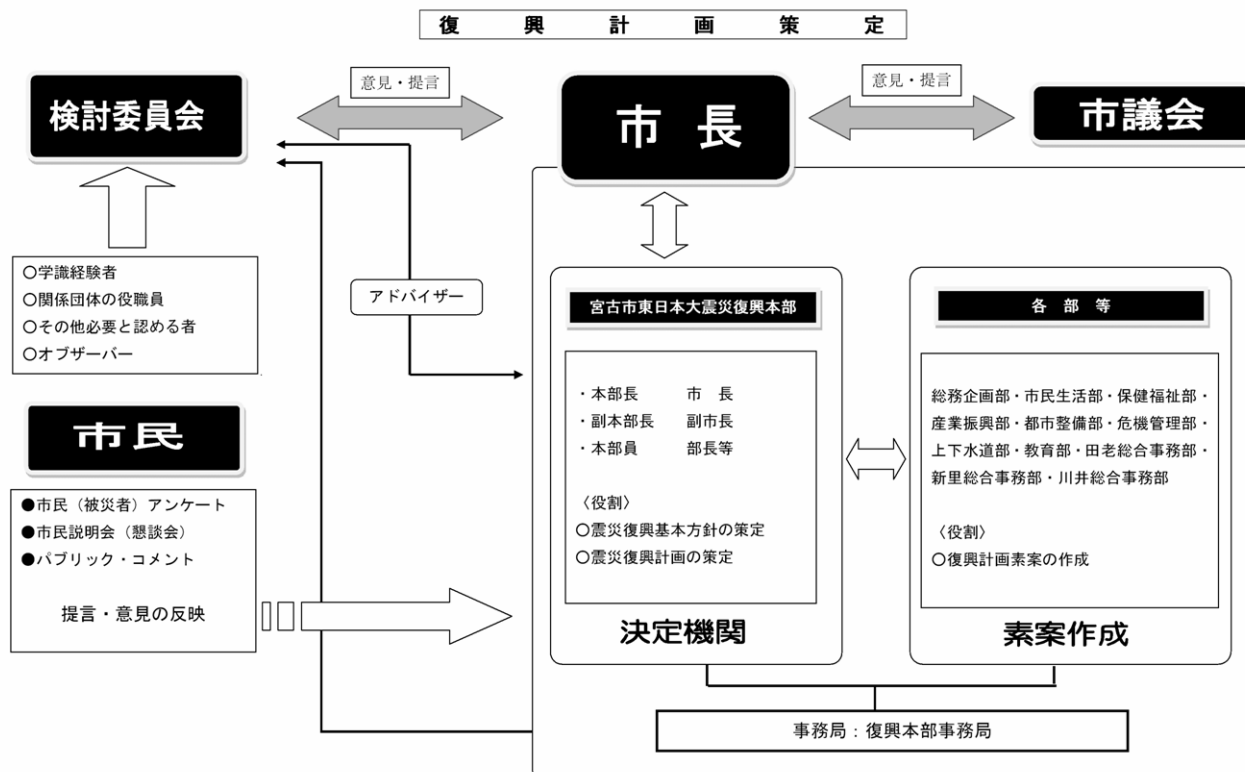 復興計画策定
検討委員会
意見・提言
市長
意見・提言
市議会
○学識経験者
○関係団体の役職員
○その他必要と認める者
○オブザーバー
アドバイザー
市民
●市民（被災者）アンケート
●市民説明会（懇談会）
●パブリック・コメント
提言・意見の反映
宮古市東日本大震災復興本部
・本部長　市　長
・副本部長　副市長
・本部員　部長等
〈役割〉
○震災復興基本方針の策定
○震災復興計画の策定
決定機関
各部等
総務企画部・市民生活部・保健福祉部・
産業振興部・都市整備部・危機管理部・
上下水道部・教育部・田老総合事務部・
新里総合事務部・川井総合事務部
〈役割〉
○復興計画素案の作成
素案作成
事務局：復興本部事務局